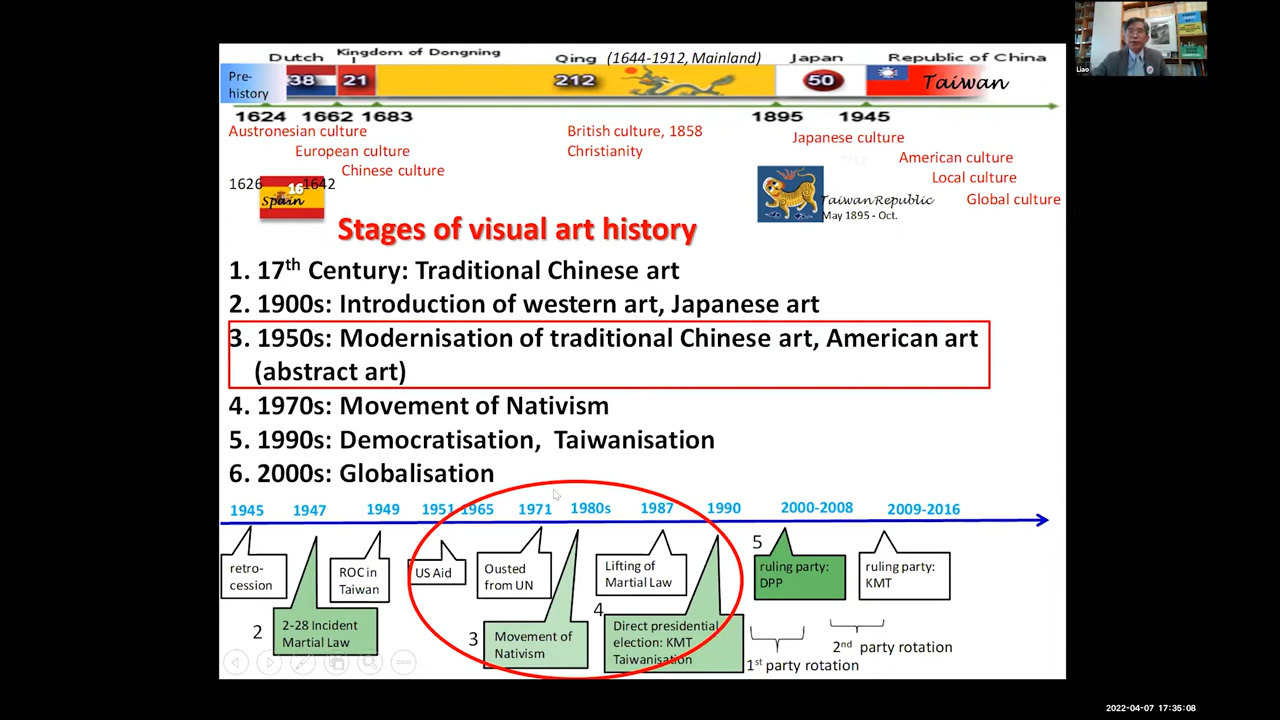 Dutch Kingdom of Dongning Qing (1644-1912, Mainland) Japan Republic of China
Pre-
history
38 21 212 50 Taiwan
1624 1662 1683 1895 1945
Austronesian culture
European culture
Chinese culture
British culture, 1858
Christianity
Japanese culture
American culture
Local culture
Global culture
1626 16 1642
Spain
Taiwan Republic
May 1895 - Oct.
Stages of visual art history
1. 17th Century: Traditional Chinese art
2. 1900s: Introduction of western art, Japanese art
3. 1950s: Modernisation of traditional Chinese art, American art
(abstract art)
4. 1970s: Movement of Nativism
5. 1990s: Democratisation, Taiwanisation
6. 2000s: Globalisation
1945 1947 1949 1951-1965 1971 1980s 1987 1990 2000-2008 2009-2016
retro-
cession
2
2-28 Incident
Martial Law
ROC in
Taiwan
US Aid
Ousted
from UN
3
Movement of
Nativism
Lifting of
Martial Law
4
Direct presidential
election: KMT
Taiwanisation
5
ruling party:
DPP
ruling party:
KMT
1st party rotation
2nd party rotation
Liao
2022-04-07 17:35:08